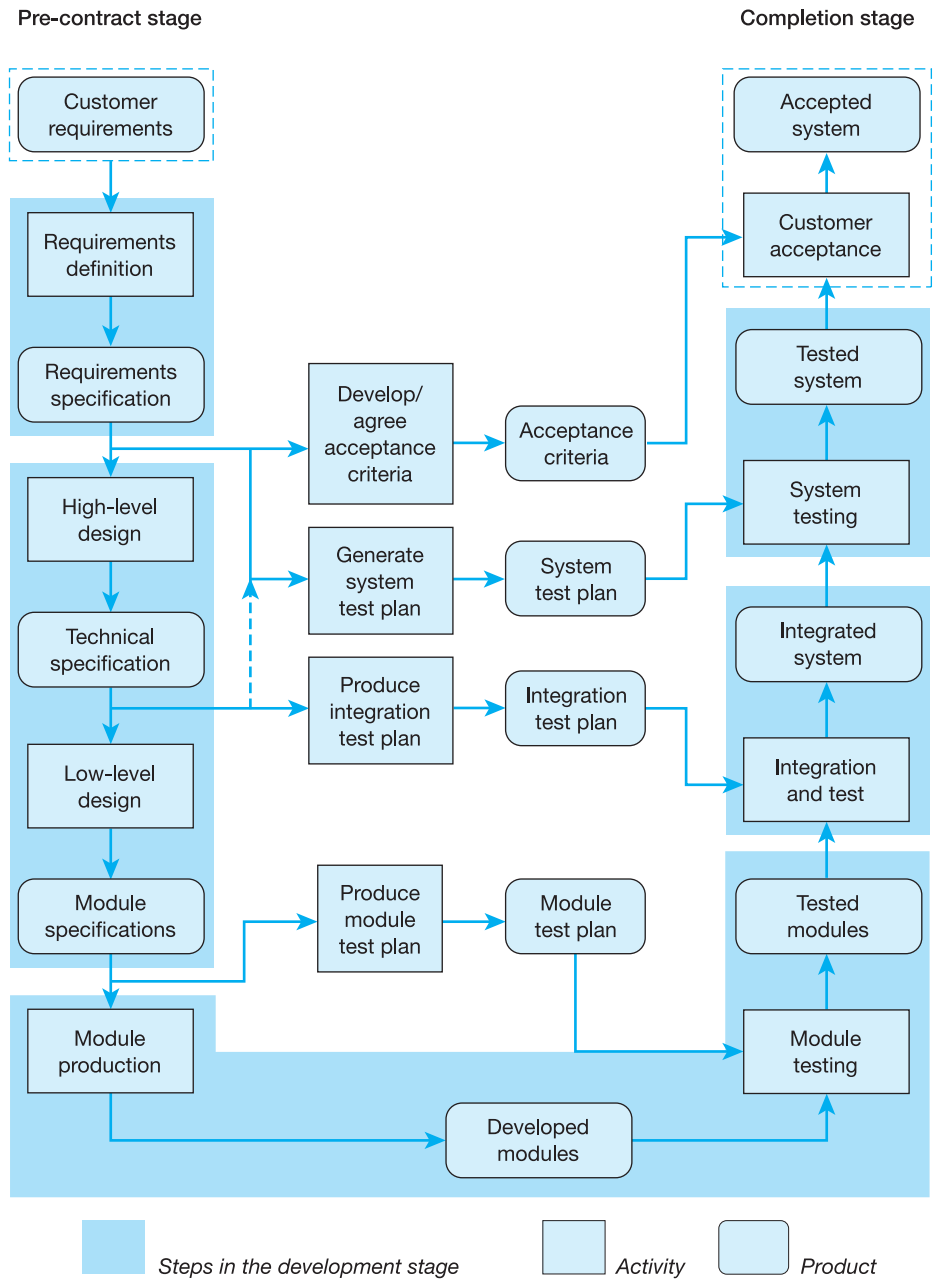 Pre-contract stage
Completion stage
Customer
requirements
Accepted
system
Requirements
definition
Customer
acceptance
Requirements
specification
Develop/
agree
acceptance
criteria
Acceptance
criteria
Tested
system
High-level
design
Generate
system
test plan
System
test plan
System
testing
Technical
specification
Produce
integration
test plan
Integration
test plan
Integrated
system
Low-level
design
Integration
and test
Module
specifications
Produce
module
test plan
Module
test plan
Tested
modules
Module
production
Module
testing
Developed
modules
Steps in the development stage
Activity
Product